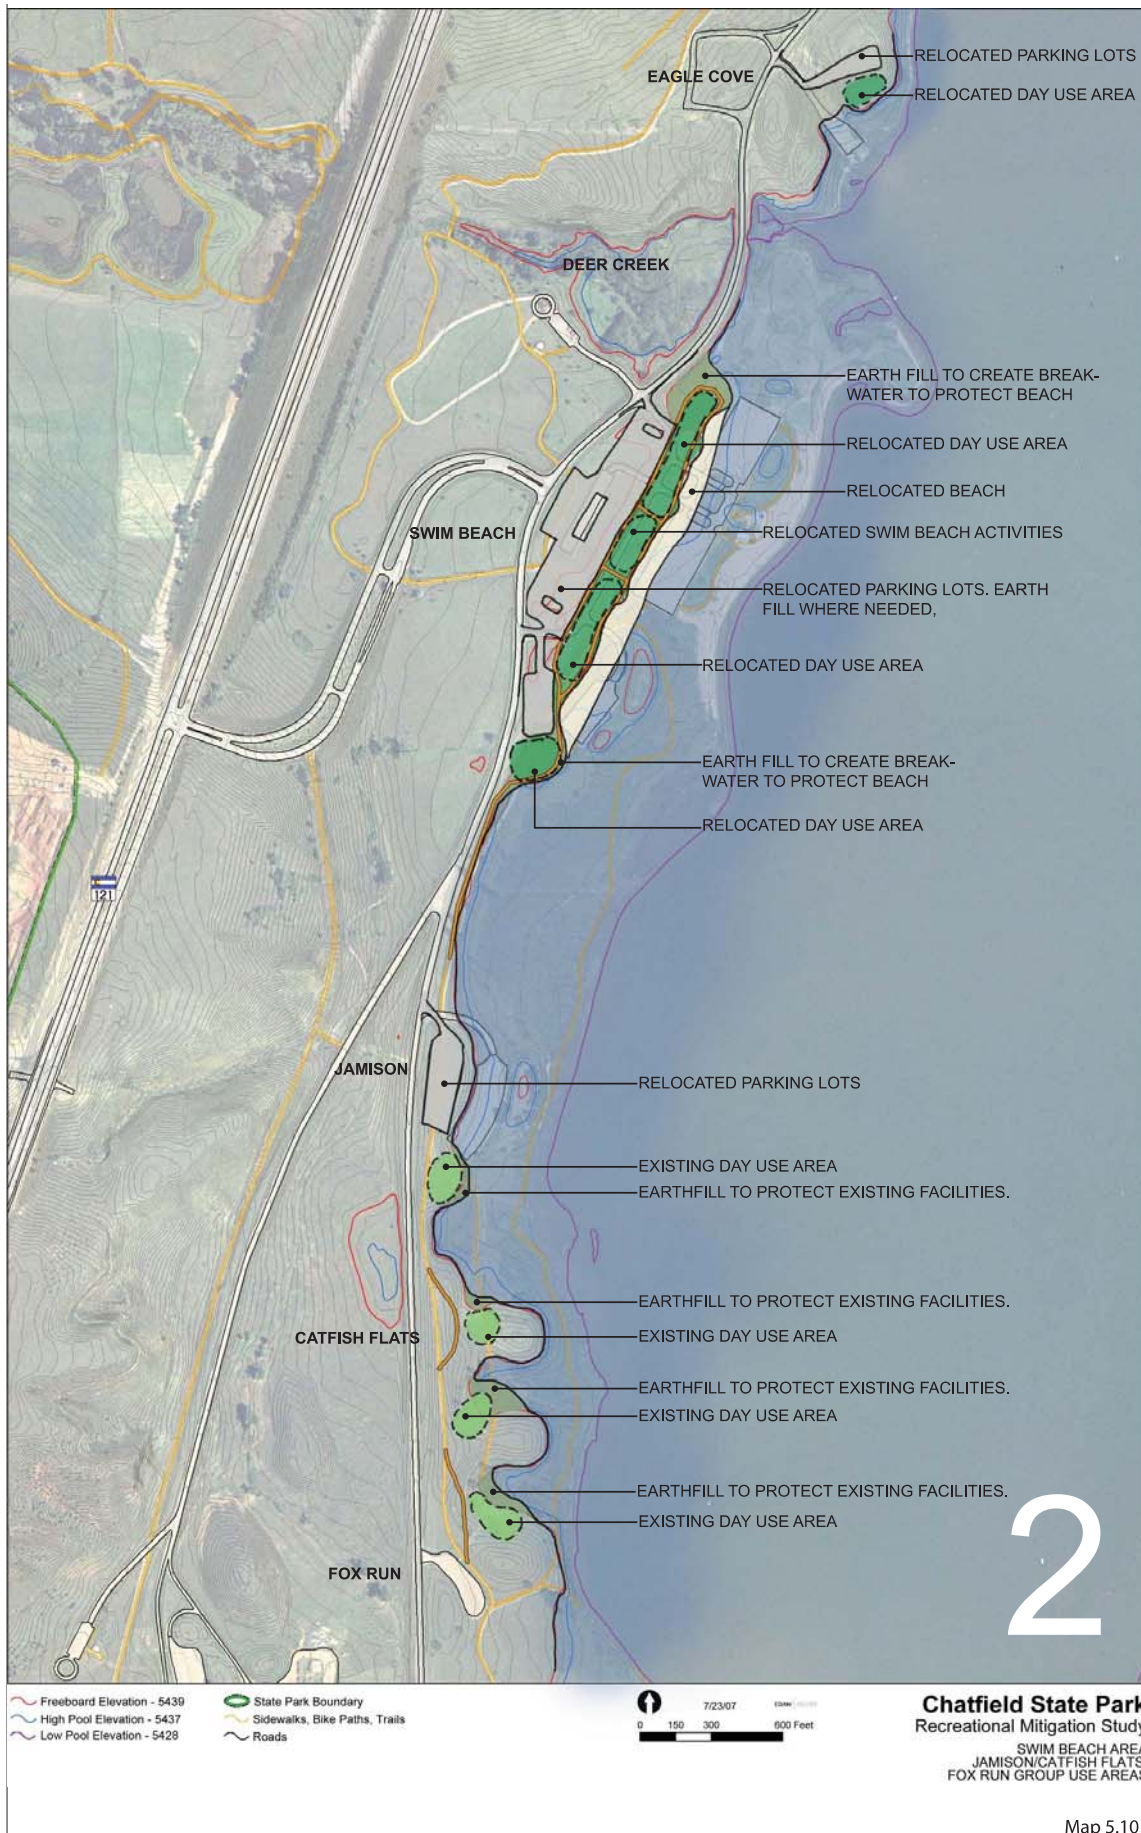 RELOCATED PARKING LOTS
EAGLE COVE
RELOCATED DAY USE AREA
DEER CREEK
EARTH FILL TO CREATE BREAK-
WATER TO PROTECT BEACH
RELOCATED DAY USE AREA
RELOCATED BEACH
SWIM BEACH
RELOCATED SWIM BEACH ACTIVITIES
RELOCATED PARKING LOTS. EARTH
FILL WHERE NEEDED,
RELOCATED DAY USE AREA
EARTH FILL TO CREATE BREAK-
WATER TO PROTECT BEACH
RELOCATED DAY USE AREA
121
JAMISON
RELOCATED PARKING LOTS
EXISTING DAY USE AREA
EARTHFILL TO PROTECT EXISTING FACILITIES.
EARTHFILL TO PROTECT EXISTING FACILITIES.
CATFISH FLATS
EXISTING DAY USE AREA
EARTHFILL TO PROTECT EXISTING FACILITIES.
EXISTING DAY USE AREA
EARTHFILL TO PROTECT EXISTING FACILITIES.
EXISTING DAY USE AREA
2
FOX RUN
Freeboard Elevation - 5439
High Pool Elevation - 5437
Low Pool Elevation - 5428
State Park Boundary
Sidewalks, Bike Paths, Trails
Roads
7/23/07
0 150 300 600 Feet
Chatfield State Park
Recreational Mitigation Study
SWIM BEACH AREA
JAMISON/CATFISH FLATS
FOX RUN GROUP USE AREAS
Map 5.10